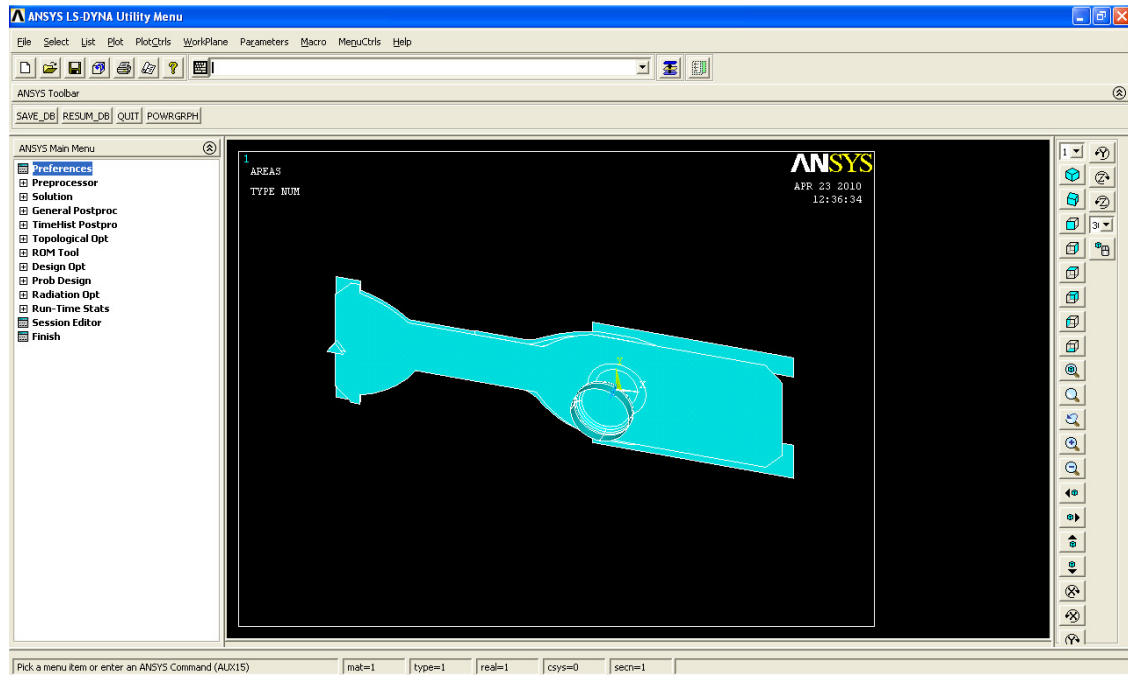 ANSYS LS-DYNA Utility Menu
File Select List Plot PlotCtrls WorkPlane Parameters Macro MenuCtrls Help
ANSYS Toolbar
SAVE_DB RESUM_DB QUIT POWRGRPH
ANSYS Main Menu
Preferences
Preprocessor
Solution
General Postproc
TimeHist Postpro
Topological Opt
ROM Tool
Design Opt
Prob Design
Radiation Opt
Run-Time Stats
Session Editor
Finish
1
AREAS
TYPE NUM
ANSYS
APR 23 2010
12:36:34
Y
X
1
Y
Z
Z
X
X
Y
Pick a menu item or enter an ANSYS Command (AUX15) mat=1 type=1 real=1 csys=0 secn=1